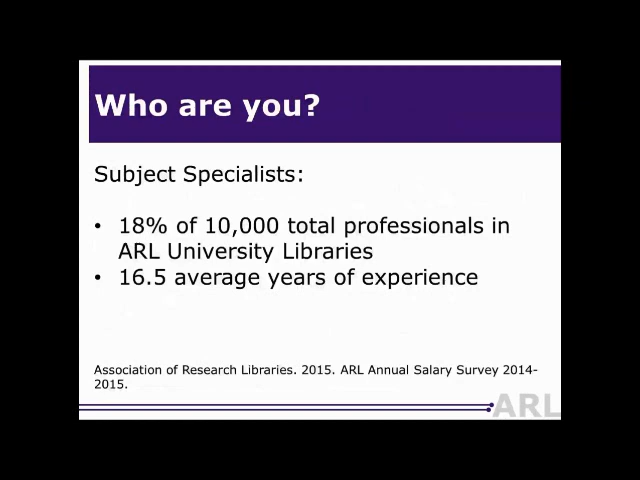 Who are you?
Subject Specialists:
• 18% of 10,000 total professionals in
ARL University Libraries
• 16.5 average years of experience
Association of Research Libraries. 2015. ARL Annual Salary Survey 2014-
2015.
ARL